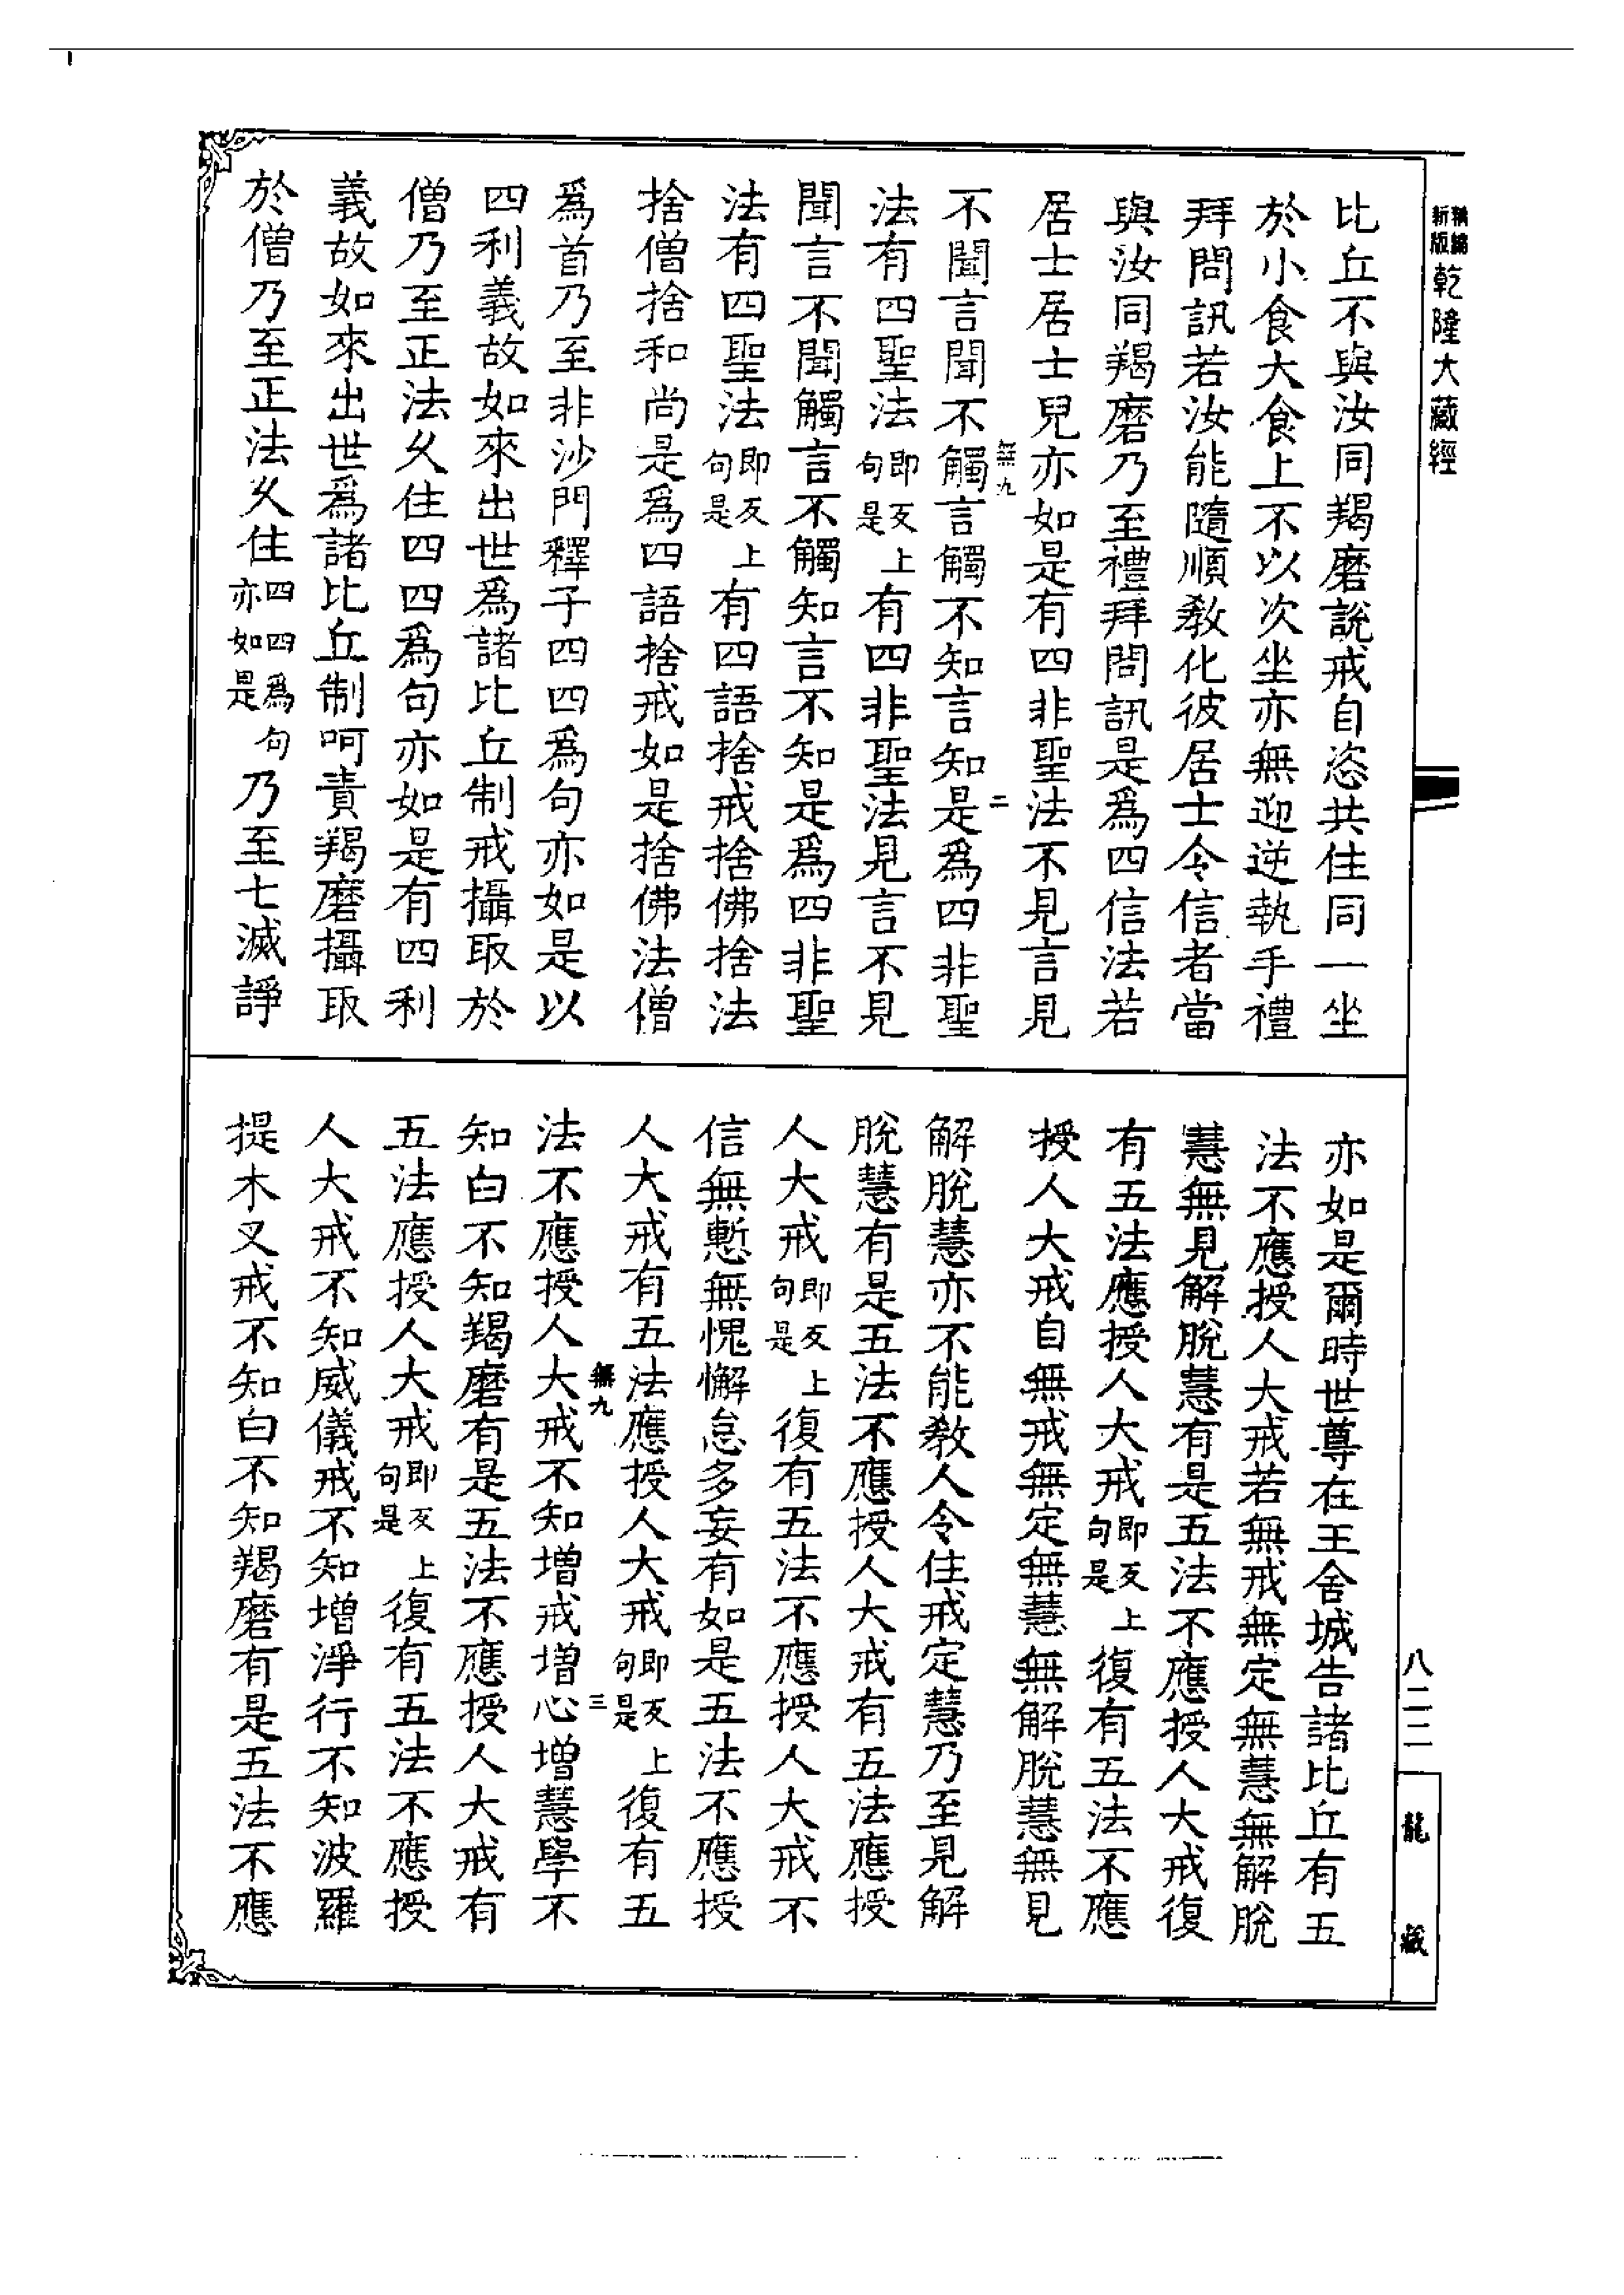 精編
新版
乾隆大藏經
比丘不與汝同羯磨說戒自恣共住同一坐
於小食大食上不以次坐亦無迎逆執手禮
拜問訊若汝能隨順教化彼居士令信者當
與汝同羯磨乃至禮拜問訊是為四信法若
居士居士兒亦如是有四非聖法不見言見
無九
二
不聞言聞不觸言觸不知言知是為四非聖
法有四聖法即反上句是有四非聖法見言不見
聞言不聞觸言不觸知言不知是為四非聖
法有四聖法即反上句是有四語捨戒捨佛捨法
捨僧捨和尚是為四語捨戒如是捨佛法僧
為首乃至非沙門釋子四四為句亦如是以
四利義故如來出世為諸比丘制戒攝取於
僧乃至正法久住四四為句亦如是有四利
義故如來出世為諸比丘制呵責羯磨攝取
於僧乃至正法久住四四為句亦如是乃至七滅諍
亦如是爾時世尊在王舍城告諸比丘有五
法不應授人大戒若無戒無定無慧無解脫
慧無見解脫慧有是五法不應授人大戒復
有五法應授人大戒即反上句是復有五法不應
授人大戒自無戒無定無慧無解脫慧無見
解脫慧亦不能教人令住戒定慧乃至見解
脫慧有是五法不應授人大戒有五法應授
人大戒即反上句是復有五法不應授人大戒不
信無慙無愧懈怠多妄有如是五法不應授
人大戒有五法應授人大戒即反上句是復有五
無九
三
法不應授人大戒不知增戒增心增慧學不
知白不知羯磨有是五法不應授人大戒有
五法應授人大戒即反上句是復有五法不應授
人大戒不知威儀戒不知增淨行不知波羅
提木叉戒不知白不知羯磨有是五法不應
八二二
龍藏